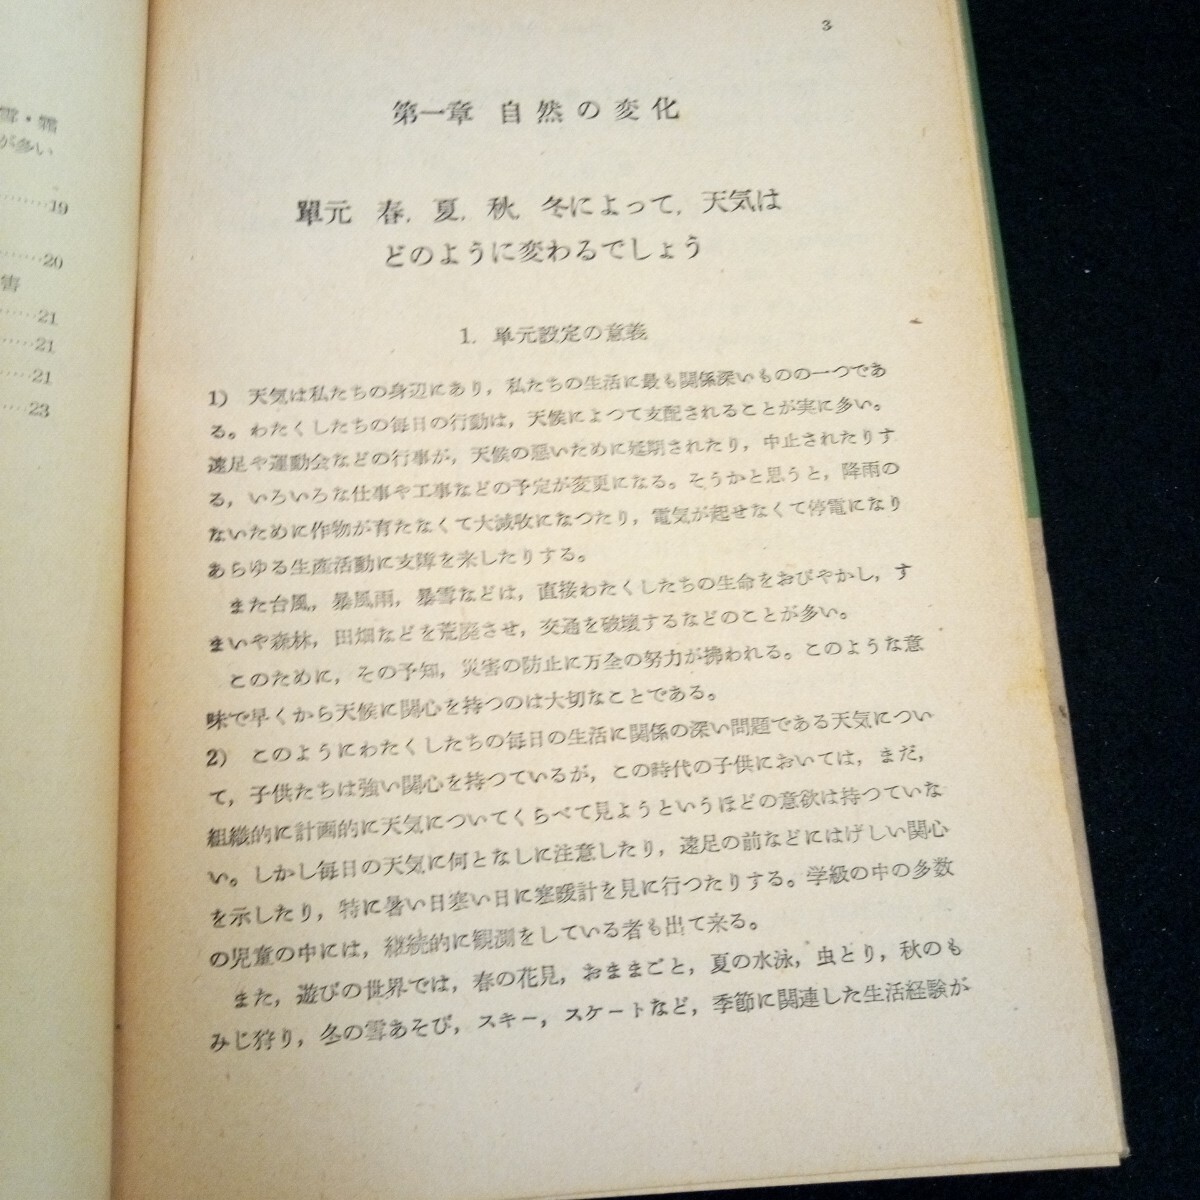 雪・霜
が多い
………19
………20
害
……21
……21
……21
……23
3
第一章 自然の変化
單元 春，夏，秋，冬によって，天気は
どのように変わるでしょう
1. 單元設定の意義
1) 天気は私たちの身辺にあり，私たちの生活に最も関係深いものの一つであ
る。わたくしたちの毎日の行動は，天候によつて支配されることが実に多い。
遠足や運動会などの行事が，天候の悪いために延期されたり，中止されたりす
る，いろいろな仕事や工事などの予定が変更になる。そうかと思うと，降雨の
ないために作物が育たなくて大減收になつたり，電気が起せなくて停電になり
あらゆる生産活動に支障を来したりする。
また台風，暴風雨，暴雪などは，直接わたくしたちの生命をおびやかし，す
まいや森林，田畑などを荒廃させ，交通を破壊するなどのことが多い。
このために，その予知，災害の防止に万全の努力が拂われる。このような意
味で早くから天候に関心を持つのは大切なことである。
2) このようにわたくしたちの毎日の生活に関係の深い問題である天気につい
て，子供たちは強い関心を持つているが，この時代の子供においては，まだ，
組織的に計画的に天気についてくらべて見ようというほどの意欲は持つていな
い。しかし毎日の天気に何となしに注意したり，遠足の前などにはげしい関心
を示したり，特に暑い日寒い日に寒暖計を見に行つたりする。学級の中の多数
の児童の中には，継続的に観測をしている者も出て来る。
また，遊びの世界では，春の花見，おままごと，夏の水泳，虫とり，秋のも
みじ狩り，冬の雪あそび，スキー，スケートなど，季節に関連した生活経験が